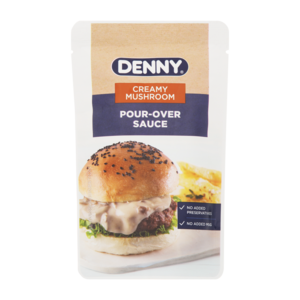 DENNY
CREAMY
MUSHROOM
POUR-OVER
SAUCE
NO ADDED
PRESERVATIVES
NO ADDED MSG